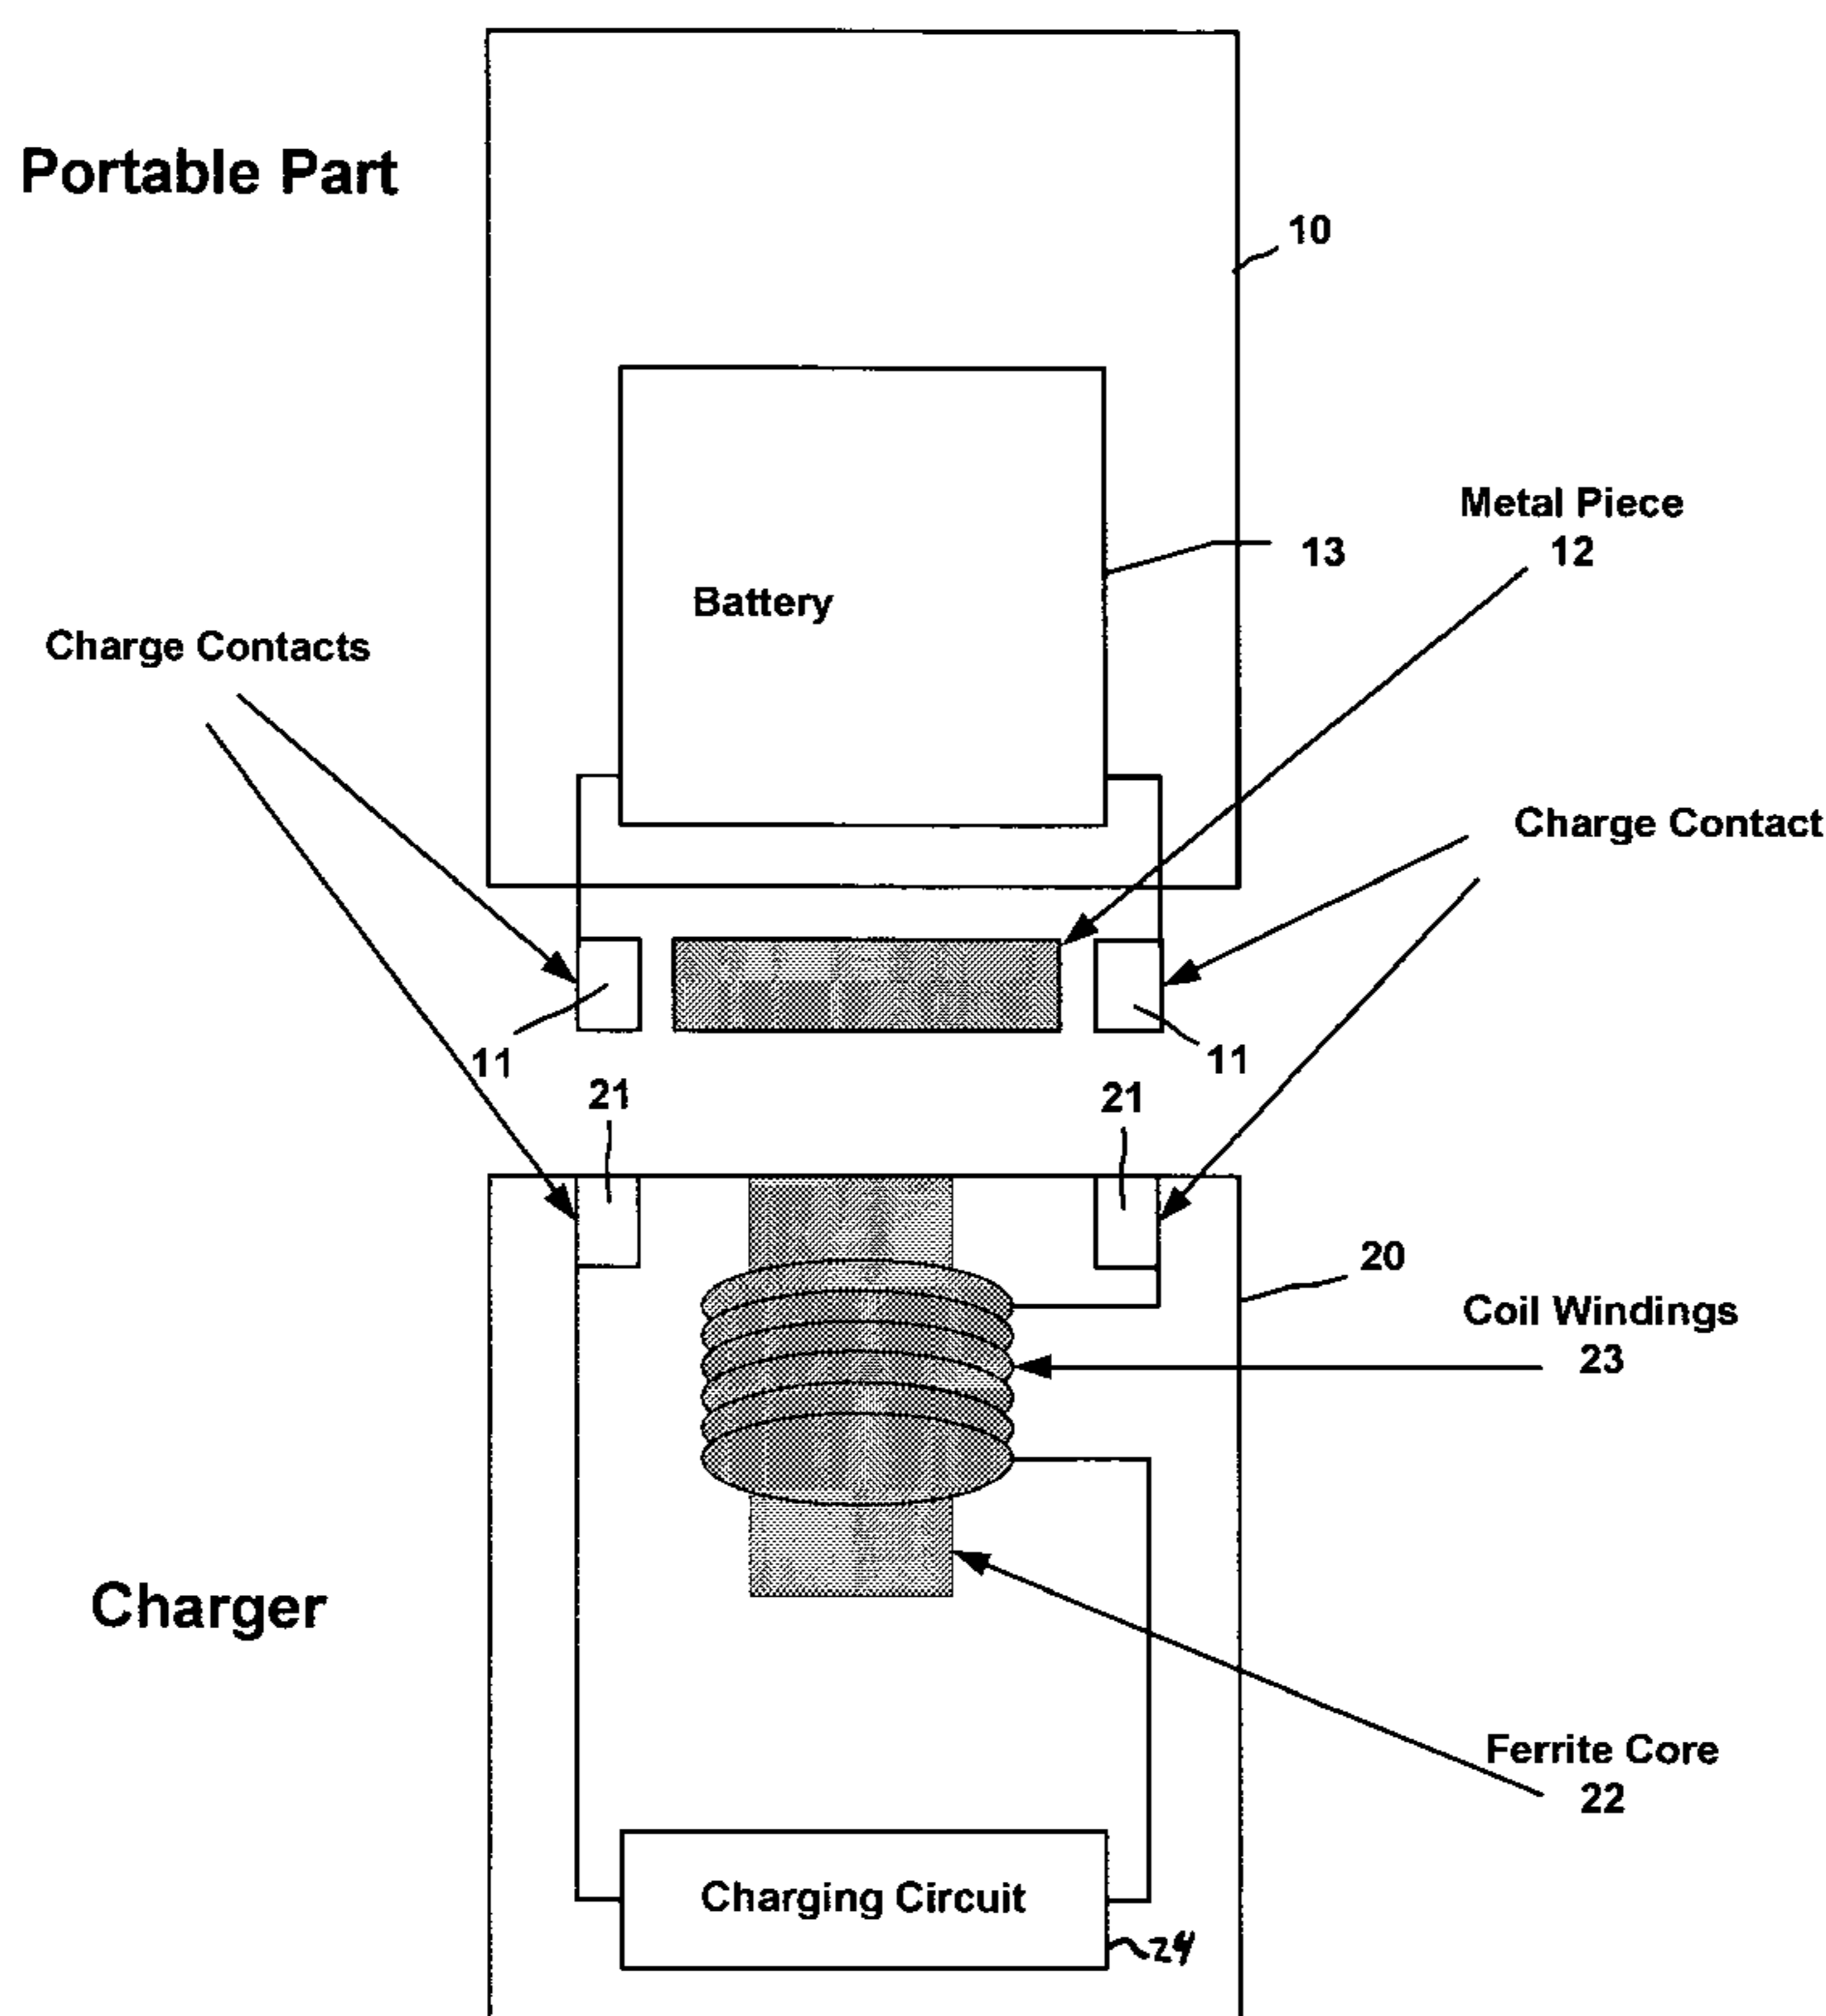 Portable Part
10
Metal Piece
12
13
Battery
Charge Contacts
Charge Contact
11
11
21
21
20
Coil Windings
23
Charger
Ferrite Core
22
Charging Circuit
24